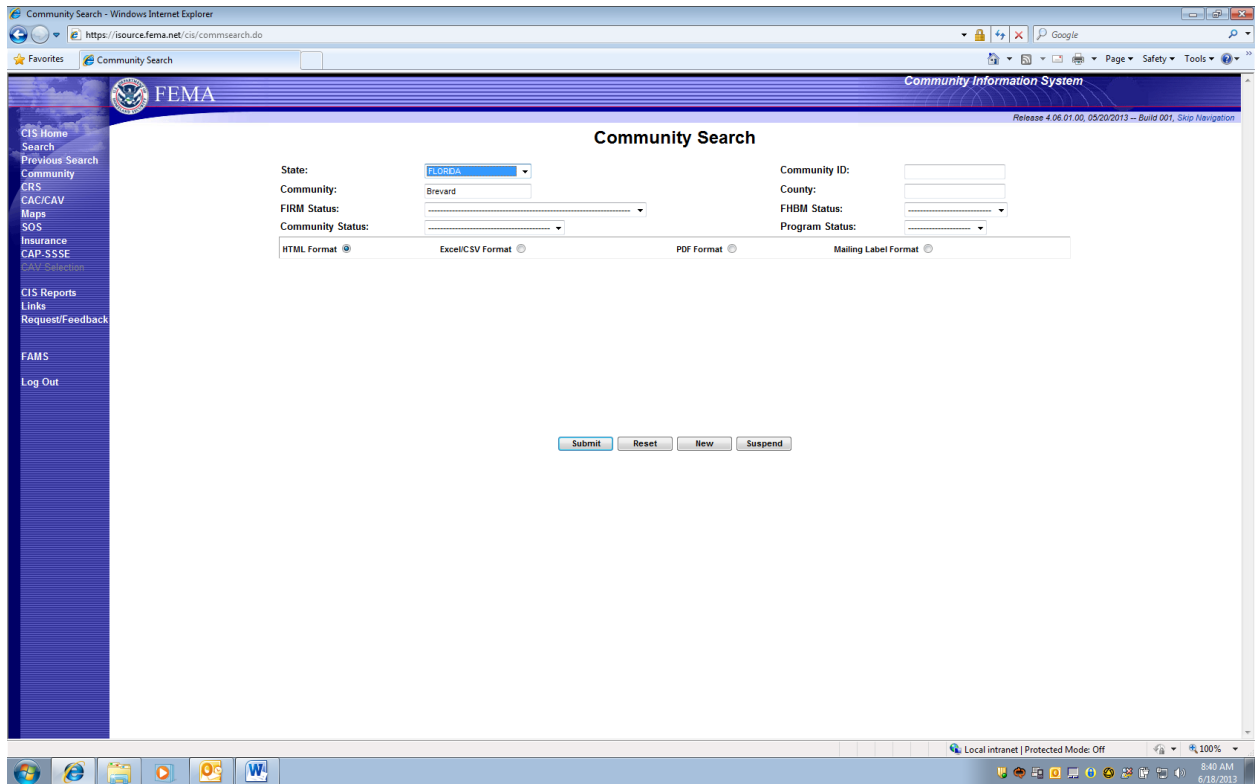 Community Search - Windows Internet Explorer
https://isource.fema.net/cis/commsearch.do
Google
Favorites Community Search Page Safety Tools
FEMA
Community Information System
Release 4.06.01.00, 05/20/2013 -- Build 001, Skip Navigation
CIS Home
Search
Previous Search
Community
CRS
CAC/CAV
Maps
SOS
Insurance
CAP-SSSE
CAV Selection
CIS Reports
Links
Request/Feedback
FAMS
Log Out
Community Search
State: FLORIDA Community ID:
Community: Brevard County:
FIRM Status: FHBM Status:
Community Status: Program Status:
HTML Format Excel/CSV Format PDF Format Mailing Label Format
Submit Reset New Suspend
Local intranet | Protected Mode: Off 100%
8:40 AM
6/18/2013